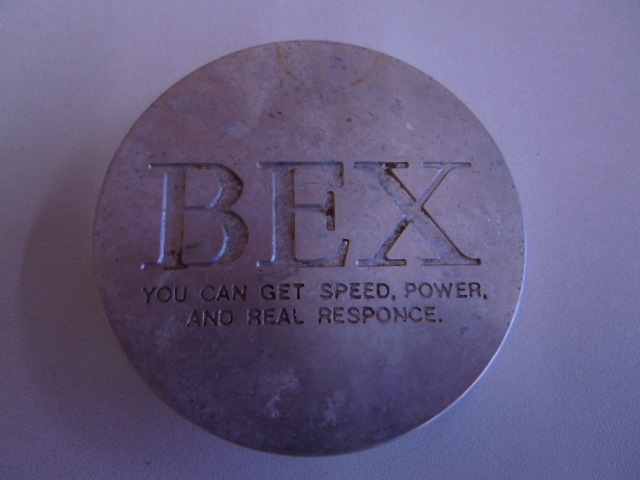 BEX
YOU CAN GET SPEED, POWER,
AND REAL RESPONCE.